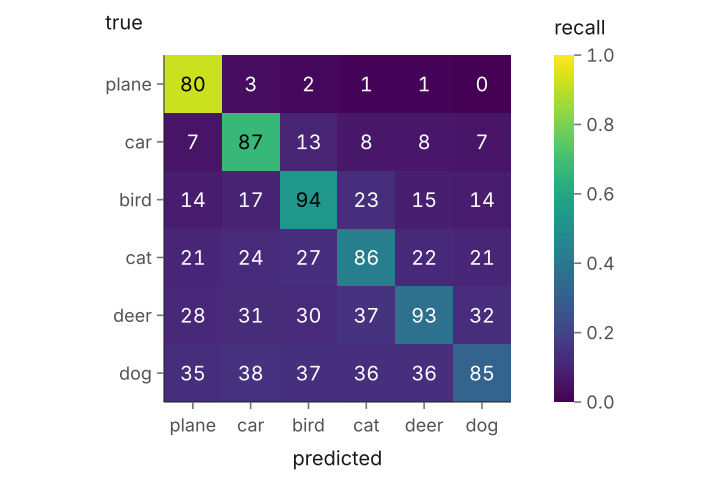 true
recall
plane 80 3 2 1 1 0
car 7 87 13 8 8 7
bird 14 17 94 23 15 14
cat 21 24 27 86 22 21
deer 28 31 30 37 93 32
dog 35 38 37 36 36 85
plane car bird cat deer dog
predicted
1.0
0.8
0.6
0.4
0.2
0.0